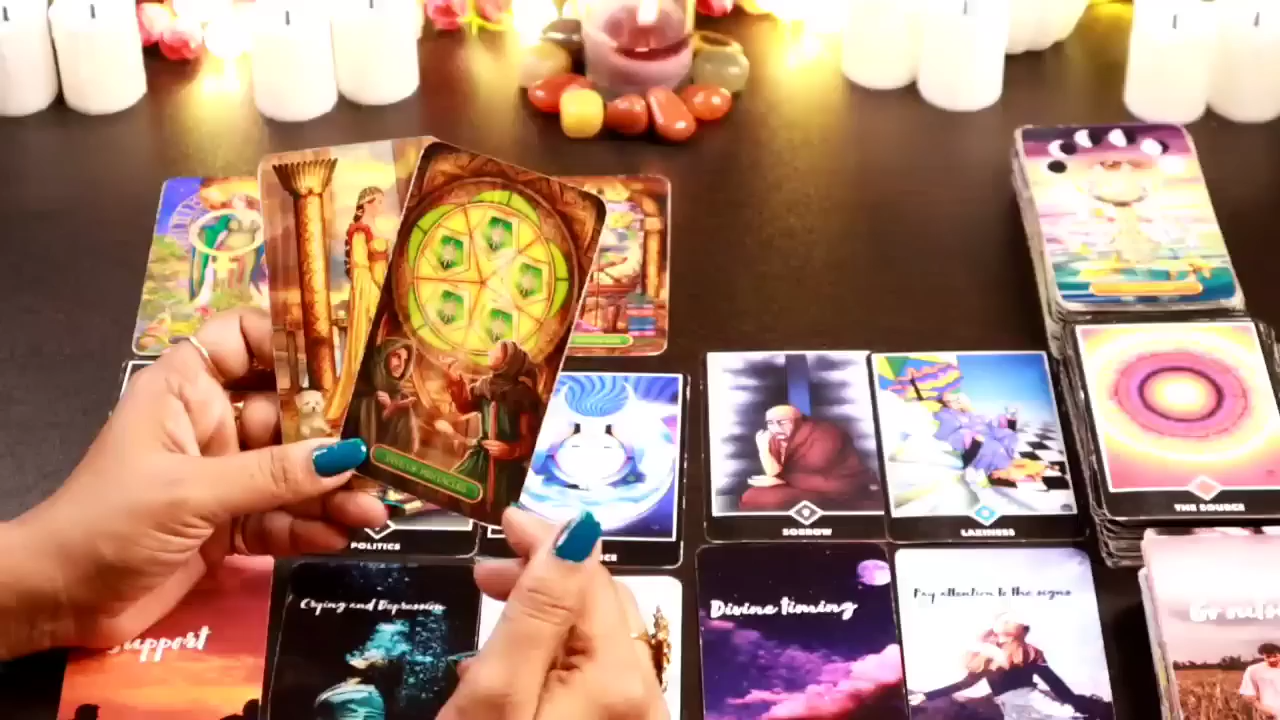 FIVE OF PENTACLES
POLITICS
SORROW
LAZINESS
THE SOURCE
Support
Crying and Depression
Divine timing
Pay attention to the signs